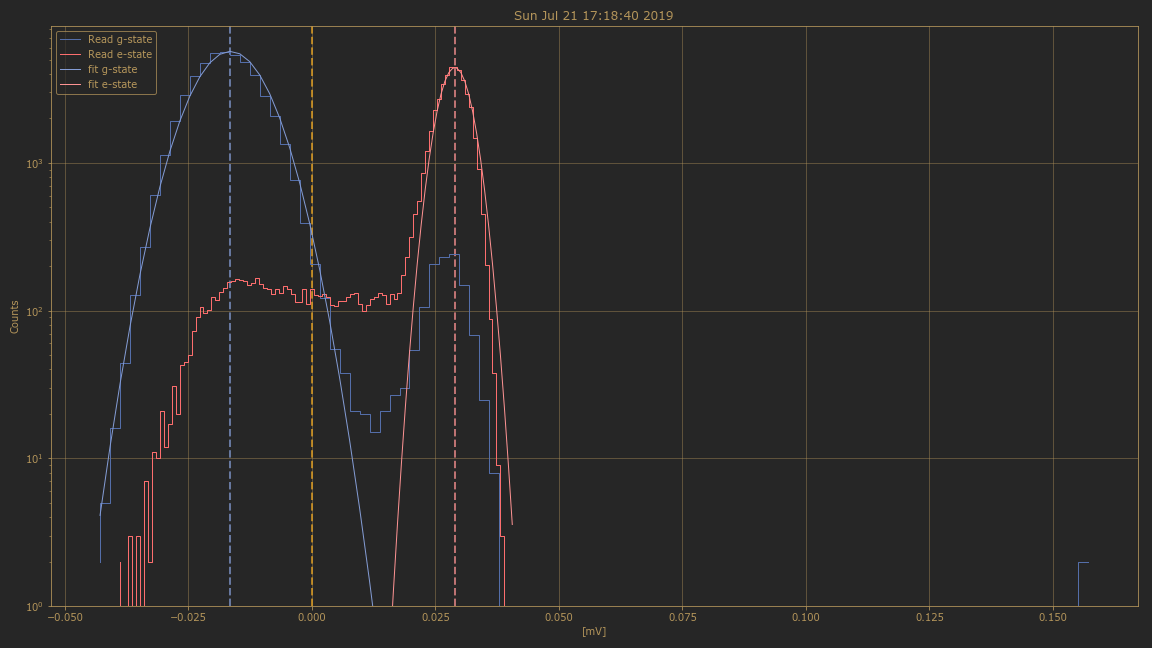 Sun Jul 21 17:18:40 2019
Read g-state
Read e-state
fit g-state
fit e-state
10³
10²
10¹
10⁰
Counts
−0.050 −0.025 0.000 0.025 0.050 0.075 0.100 0.125 0.150
[mV]